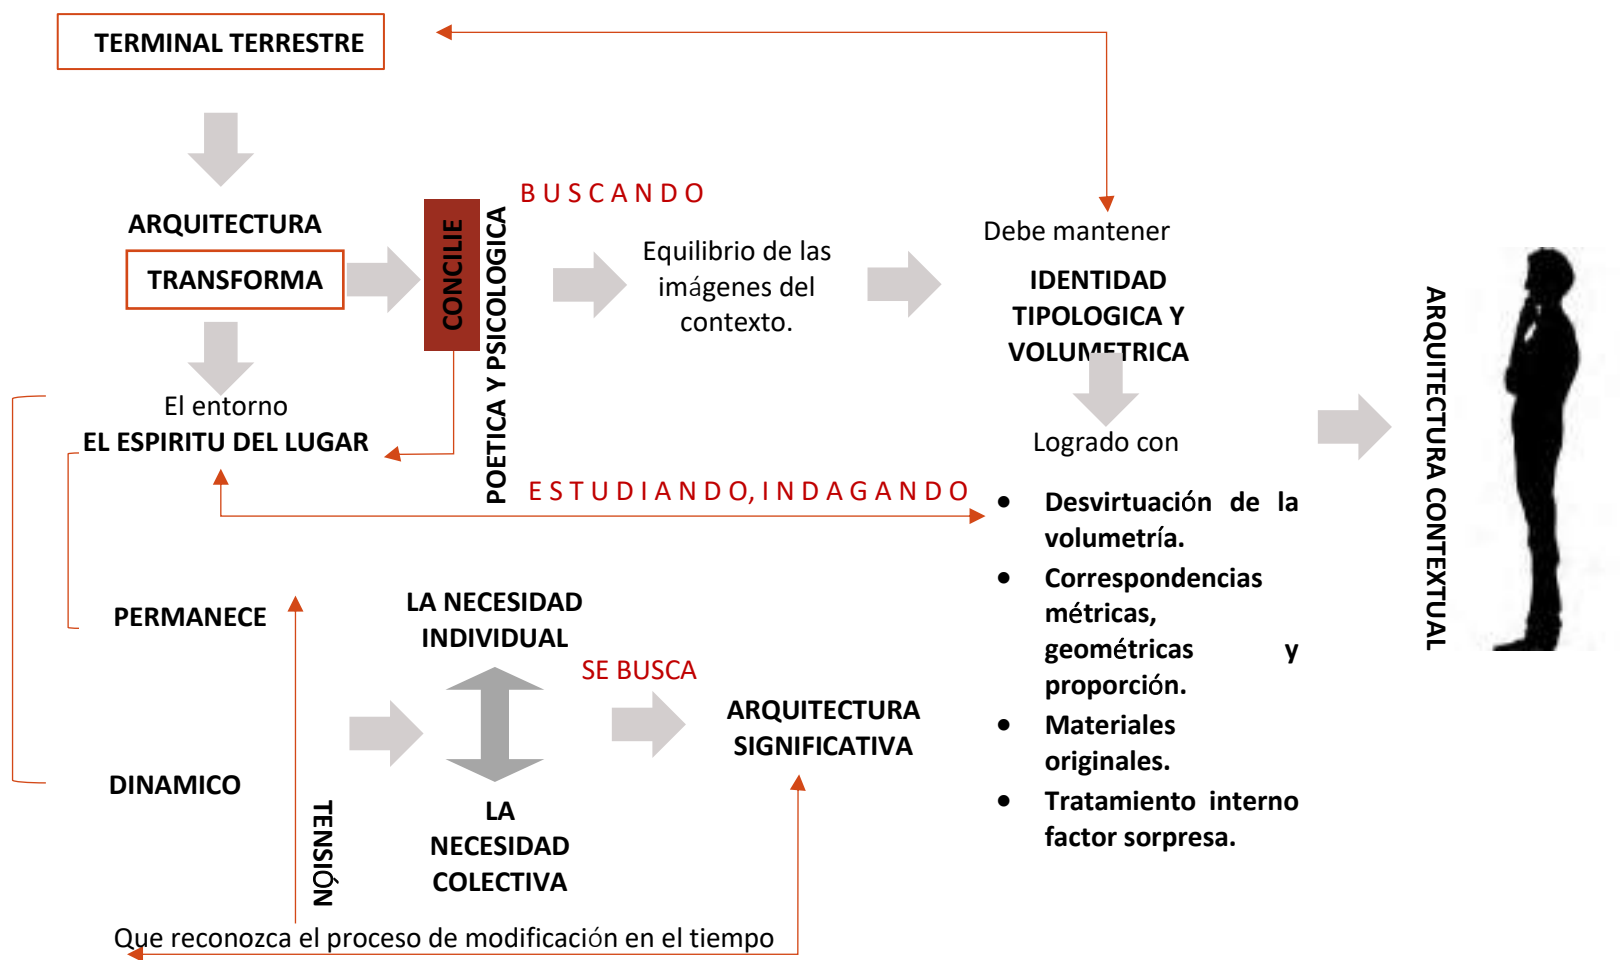 TERMINAL TERRESTRE
ARQUITECTURA
TRANSFORMA
El entorno
EL ESPIRITU DEL LUGAR
CONCILIE
POETICA Y PSICOLOGICA
B U S C A N D O
Equilibrio de las
imágenes del
contexto.
Debe mantener
IDENTIDAD
TIPOLOGICA Y
VOLUMETRICA
Logrado con
E S T U D I A N D O, I N D A G A N D O
• Desvirtuación de la
volumetría.
• Correspondencias
métricas,
geométricas y
proporción.
• Materiales
originales.
• Tratamiento interno
factor sorpresa.
ARQUITECTURA CONTEXTUAL
PERMANECE
DINAMICO
TENSIÓN
LA NECESIDAD
INDIVIDUAL
LA
NECESIDAD
COLECTIVA
SE BUSCA
ARQUITECTURA
SIGNIFICATIVA
Que reconozca el proceso de modificación en el tiempo